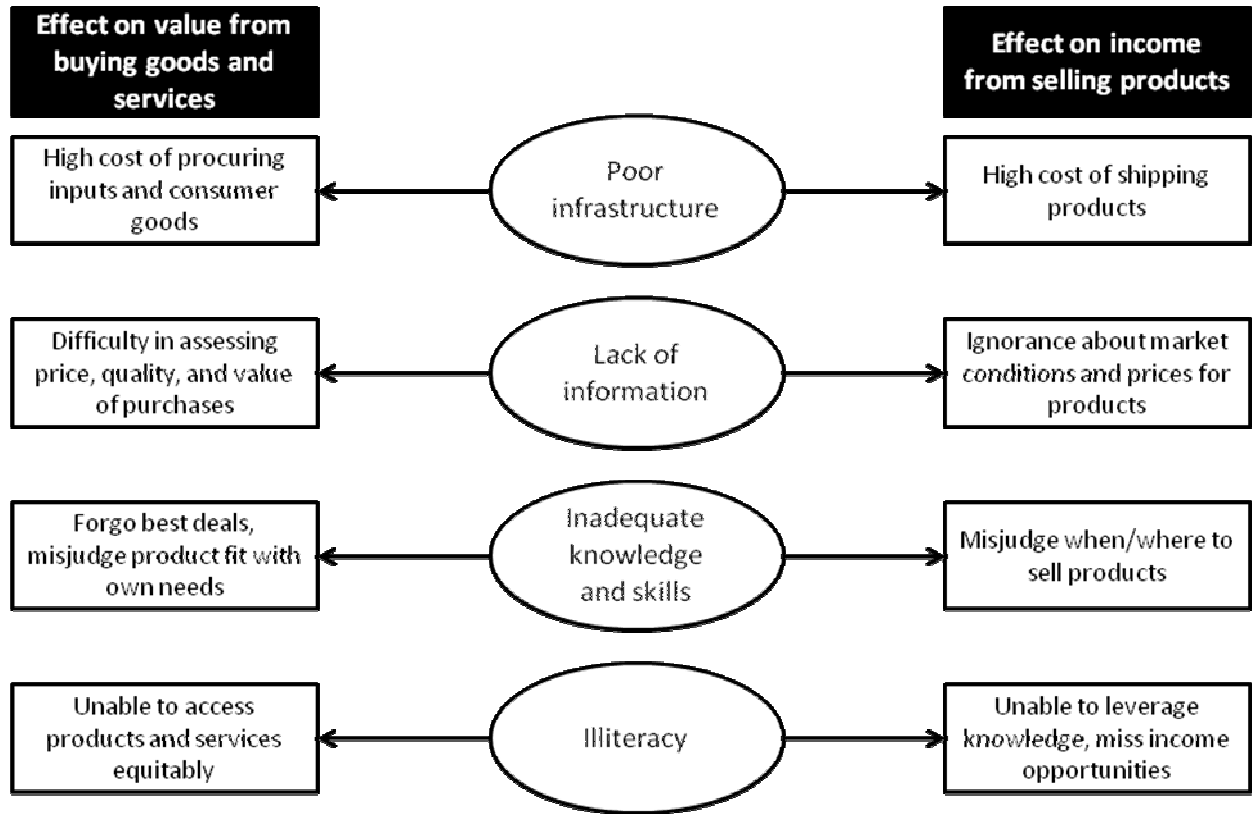 Effect on value from
buying goods and
services
Effect on income
from selling products
High cost of procuring
inputs and consumer
goods
Poor
infrastructure
High cost of shipping
products
Difficulty in assessing
price, quality, and value
of purchases
Lack of
information
Ignorance about market
conditions and prices for
products
Forgo best deals,
misjudge product fit with
own needs
Inadequate
knowledge
and skills
Misjudge when/where to
sell products
Unable to access
products and services
equitably
Illiteracy
Unable to leverage
knowledge, miss income
opportunities